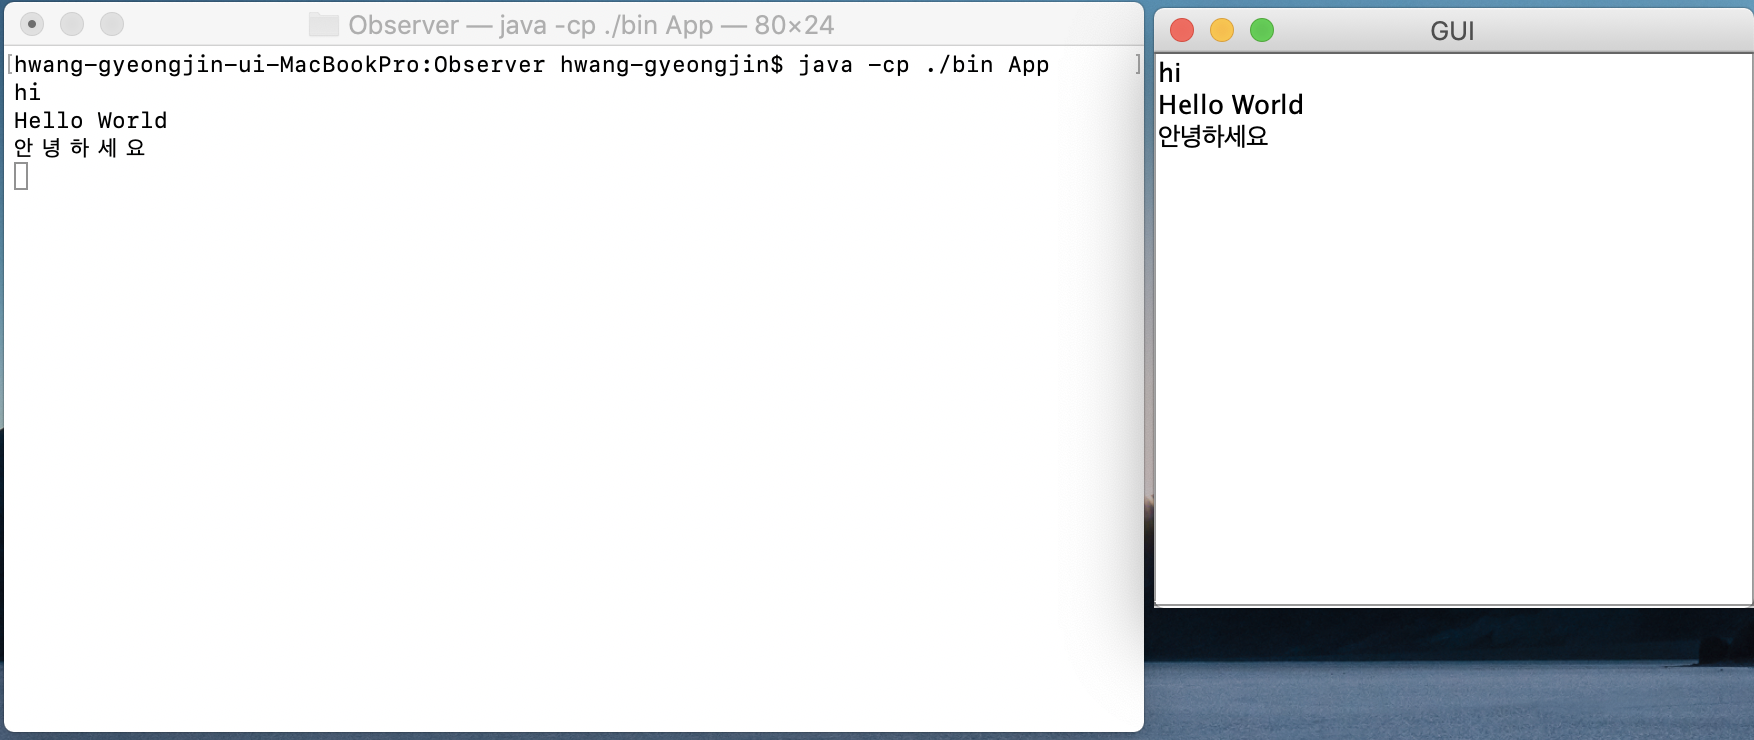 Observer — java -cp ./bin App — 80×24
[hwang-gyeongjin-ui-MacBookPro:Observer hwang-gyeongjin$ java -cp ./bin App ]
hi
Hello World
안녕하세요
GUI
hi
Hello World
안녕하세요